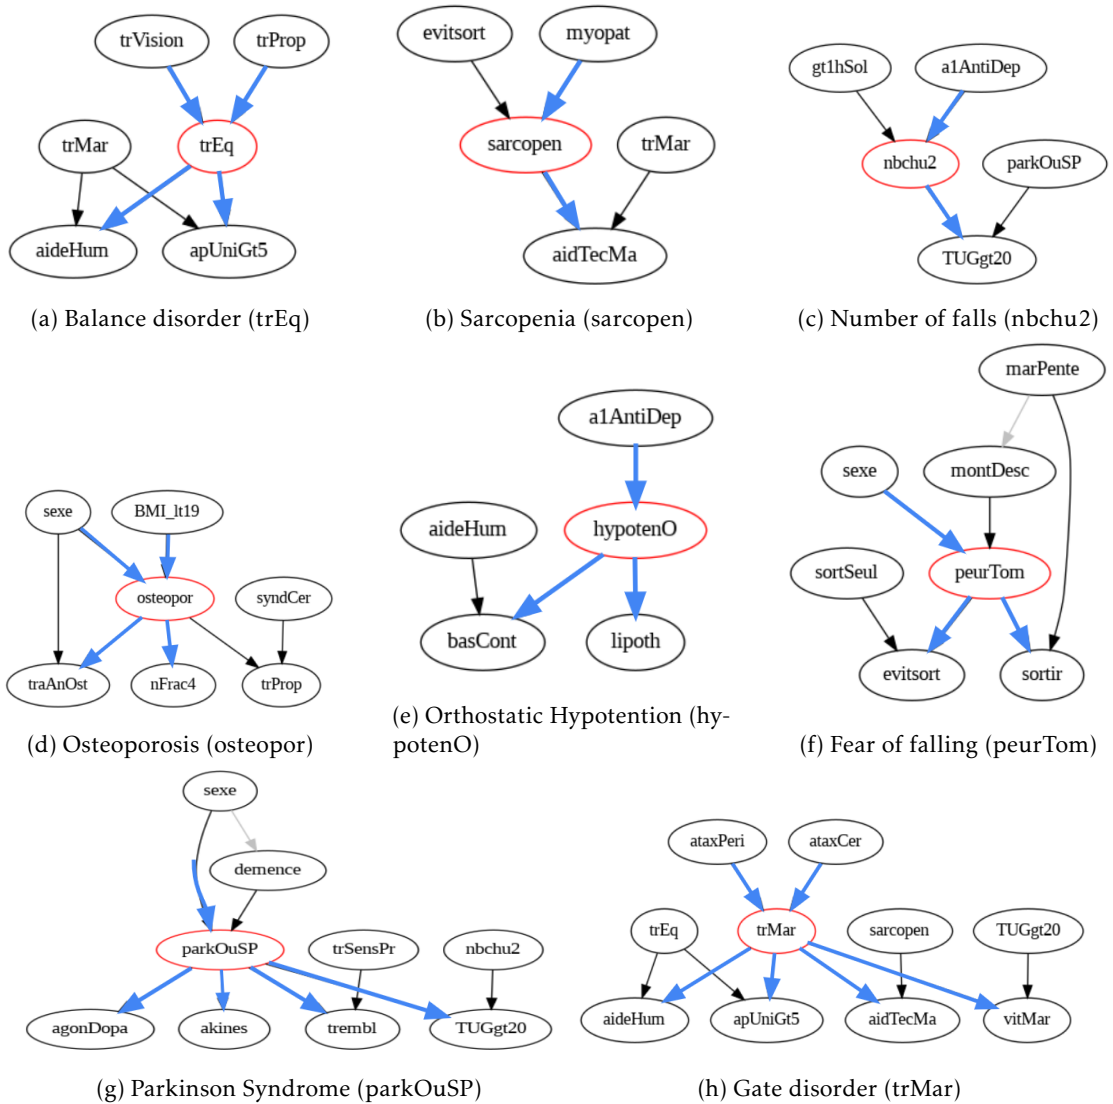 trVision
trProp
trMar
trEq
aideHum
apUniGt5
(a) Balance disorder (trEq)
evitsort
myopat
sarcopen
trMar
aidTecMa
(b) Sarcopenia (sarcopen)
gt1hSol
a1AntiDep
nbchu2
parkOuSP
TUGgt20
(c) Number of falls (nbchu2)
sexe
BMI_lt19
osteopor
syndCer
traAnOst
nFrac4
trProp
(d) Osteoporosis (osteopor)
a1AntiDep
aideHum
hypotenO
basCont
lipoth
(e) Orthostatic Hypotention (hy-
potenO)
marPente
sexe
montDesc
sortSeul
peurTom
evitsort
sortir
(f) Fear of falling (peurTom)
sexe
demence
parkOuSP
trSensPr
nbchu2
agonDopa
akines
trembl
TUGgt20
(g) Parkinson Syndrome (parkOuSP)
ataxPeri
ataxCer
trEq
trMar
sarcopen
TUGgt20
aideHum
apUniGt5
aidTecMa
vitMar
(h) Gate disorder (trMar)